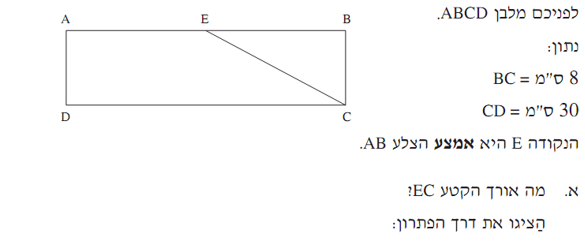 לפניכם מלבן ABCD.
נתון:
8 ס"מ = BC
30 ס"מ = CD
הנקודה E היא אמצע הצלע AB.
א. מה אורך הקטע EC?
הַציגו את דרך הפתרון:
A E B
D C